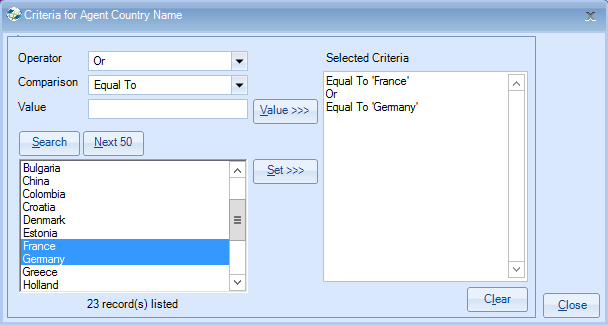 Criteria for Agent Country Name
Operator
Or
Comparison
Equal To
Value
Value >>>
Search
Next 50
Bulgaria
China
Colombia
Croatia
Denmark
Estonia
France
Germany
Greece
Holland
23 record(s) listed
Set >>>
Selected Criteria
Equal To 'France'
Or
Equal To 'Germany'
Clear
Close